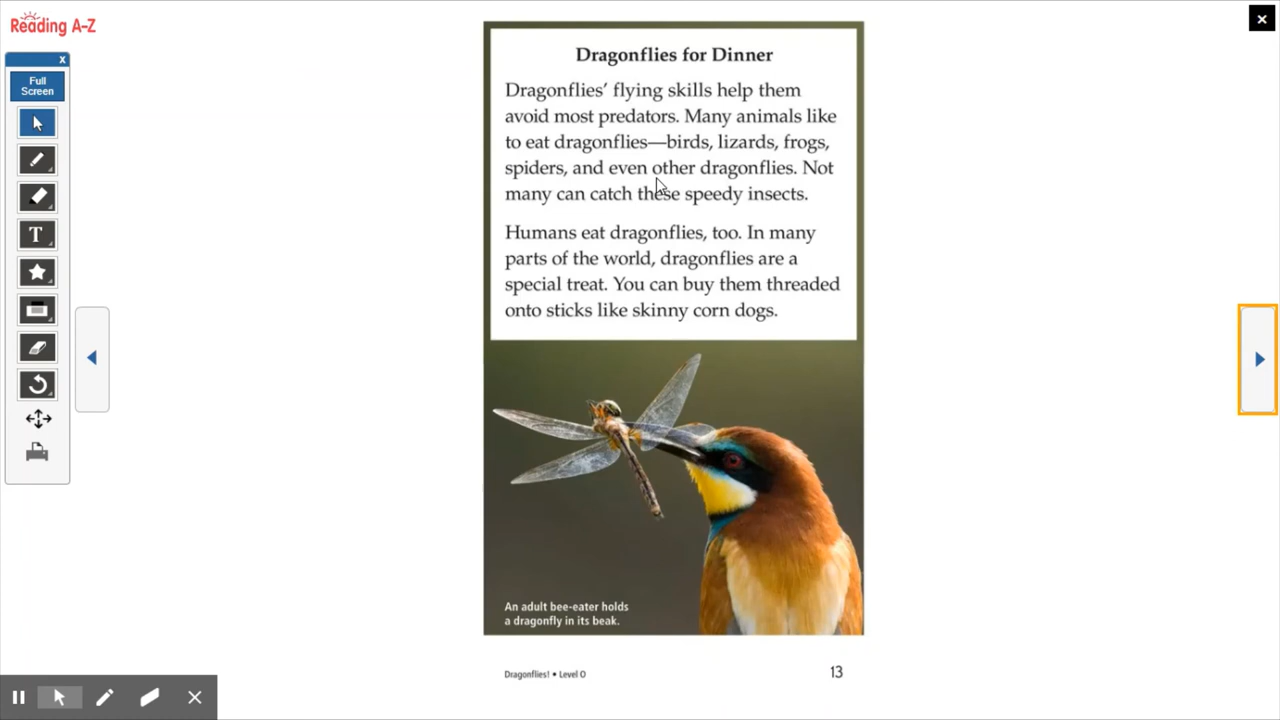 Reading A-Z
x
Full
Screen
T
Dragonflies for Dinner
Dragonflies’ flying skills help them
avoid most predators. Many animals like
to eat dragonflies—birds, lizards, frogs,
spiders, and even other dragonflies. Not
many can catch these speedy insects.
Humans eat dragonflies, too. In many
parts of the world, dragonflies are a
special treat. You can buy them threaded
onto sticks like skinny corn dogs.
An adult bee-eater holds
a dragonfly in its beak.
Dragonflies! • Level O
13